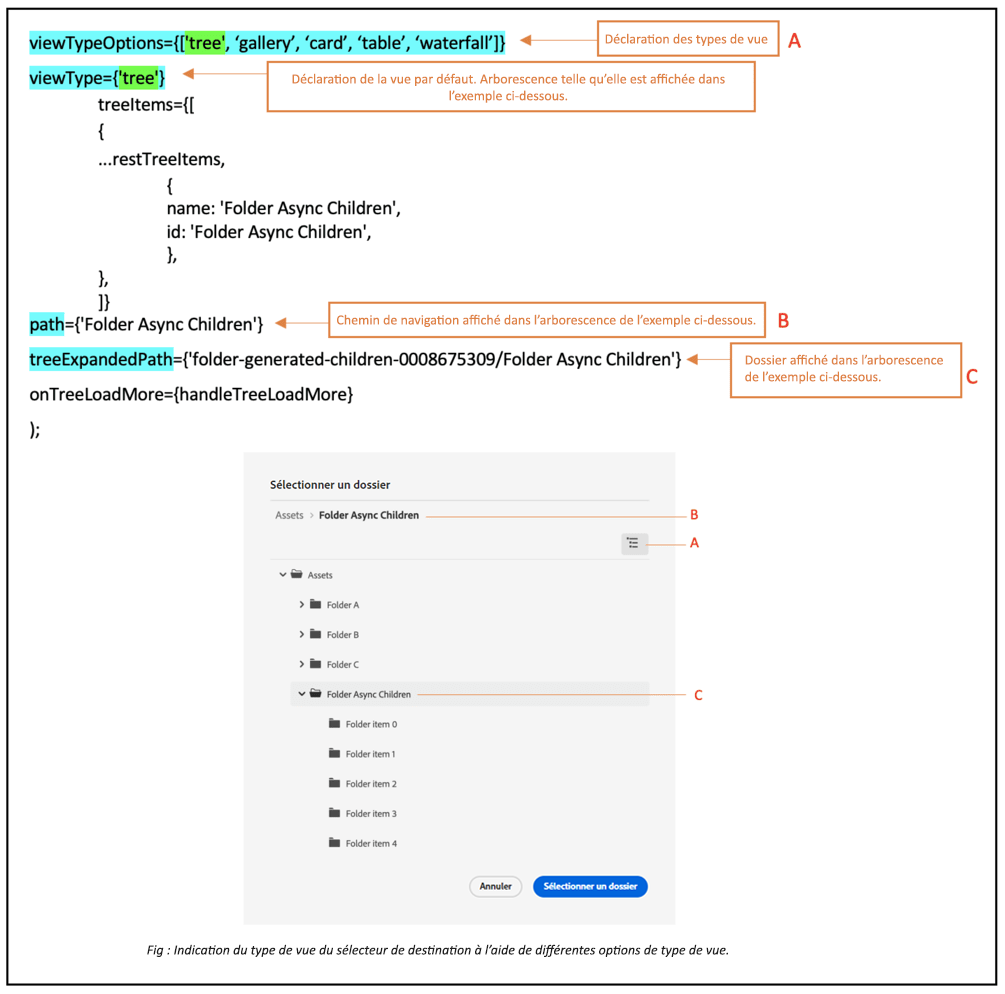 viewTypeOptions={['tree', ‘gallery’, ‘card’, ‘table’, ‘waterfall’]}
Déclaration des types de vue
A
viewType={'tree'}
Déclaration de la vue par défaut. Arborescence telle qu’elle est affichée dans
l’exemple ci-dessous.
treeItems={[
{
...restTreeItems,
{
name: 'Folder Async Children',
id: 'Folder Async Children',
},
},
]}
path={'Folder Async Children'}
Chemin de navigation affiché dans l’arborescence de l’exemple ci-dessous.
B
treeExpandedPath={'folder-generated-children-0008675309/Folder Async Children'}
Dossier affiché dans l’arborescence
de l’exemple ci-dessous.
C
onTreeLoadMore={handleTreeLoadMore}
);
Sélectionner un dossier
Assets > Folder Async Children
B
A
Assets
Folder A
Folder B
Folder C
Folder Async Children
C
Folder item 0
Folder item 1
Folder item 2
Folder item 3
Folder item 4
Annuler
Sélectionner un dossier
Fig : Indication du type de vue du sélecteur de destination à l’aide de différentes options de type de vue.